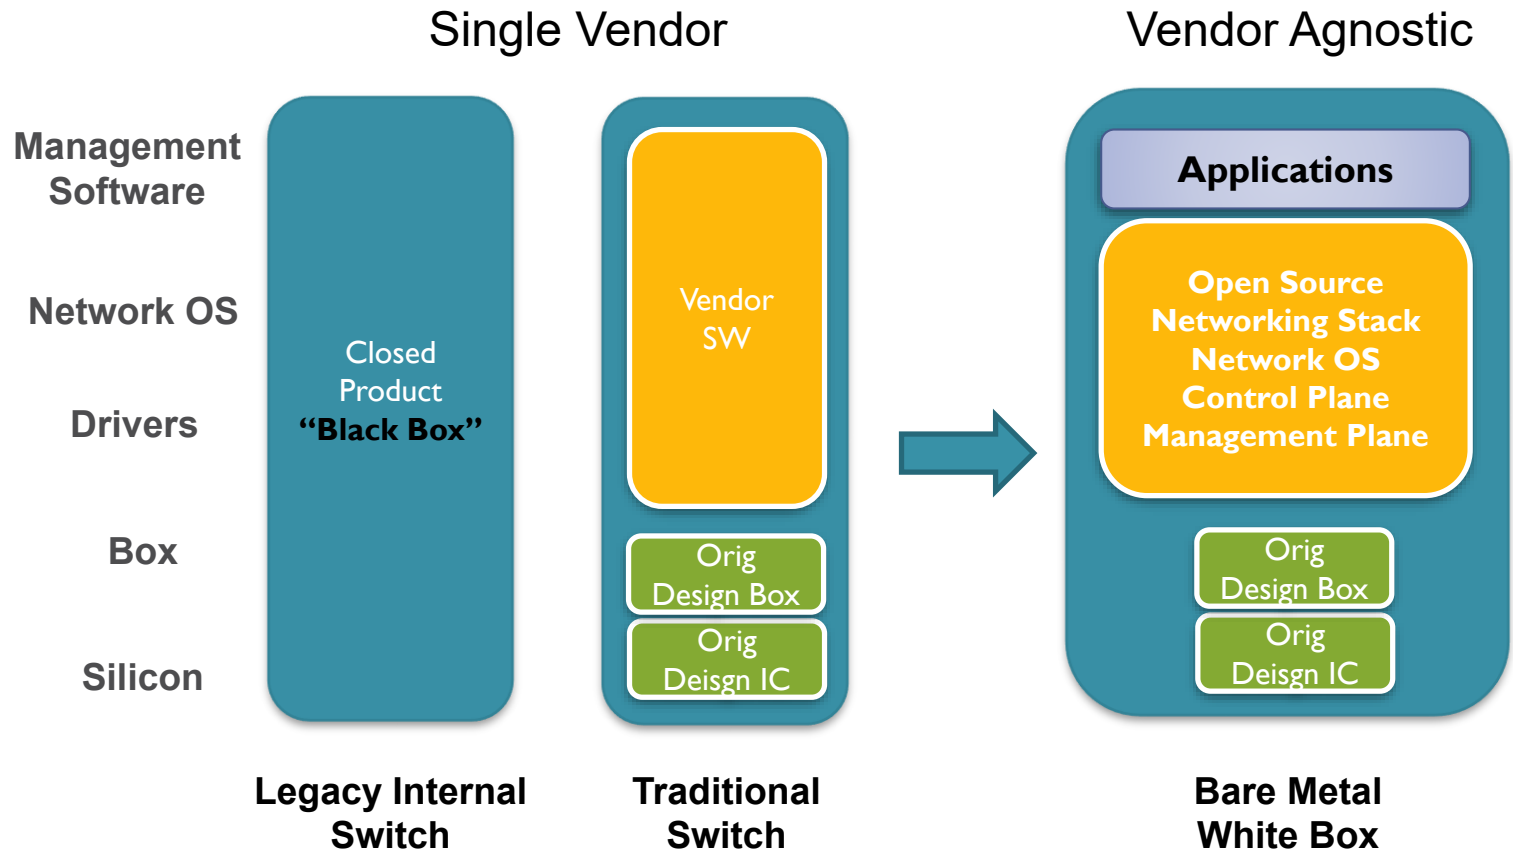 Single Vendor
Vendor Agnostic
Management
Software
Network OS
Drivers
Box
Silicon
Closed
Product
“Black Box”
Vendor
SW
Orig
Design Box
Orig
Deisgn IC
Applications
Open Source
Networking Stack
Network OS
Control Plane
Management Plane
Orig
Design Box
Orig
Deisgn IC
Legacy Internal
Switch
Traditional
Switch
Bare Metal
White Box